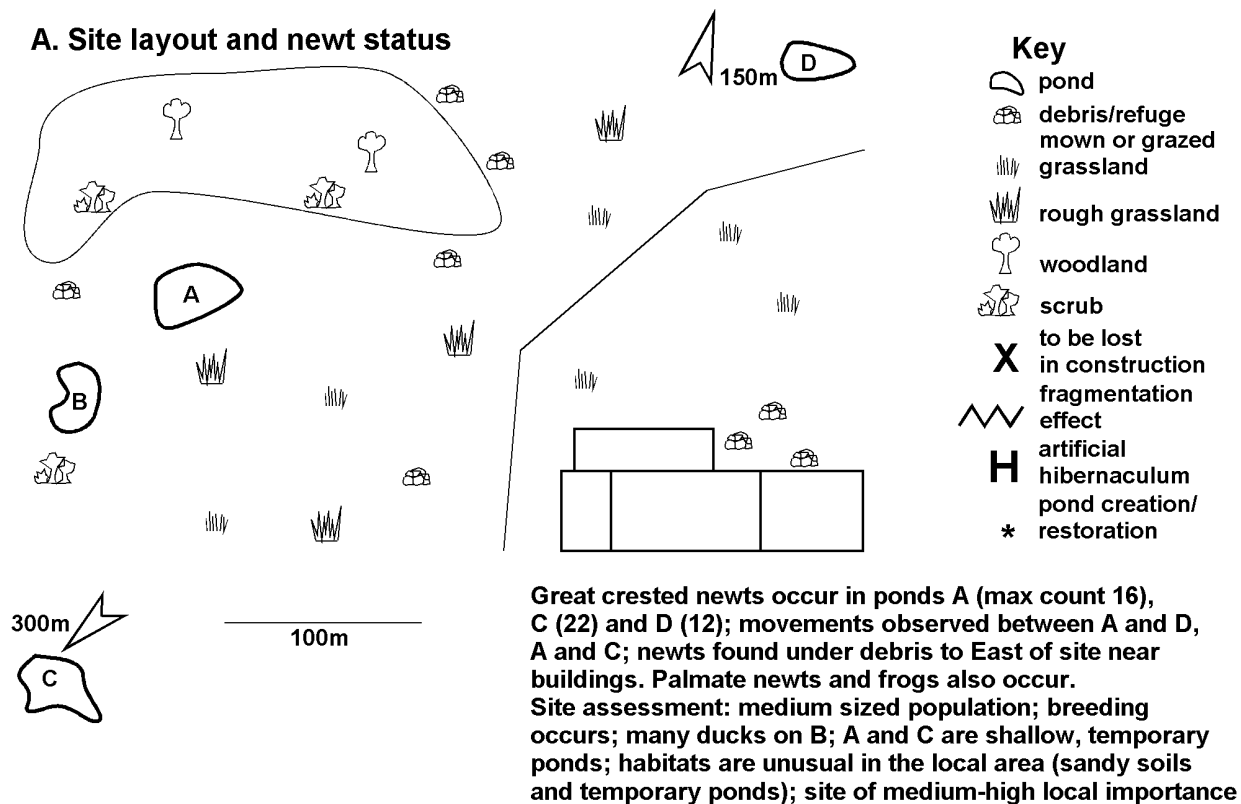 A. Site layout and newt status
150m
D
A
B
300m
C
100m
Key
pond
debris/refuge
mown or grazed
grassland
rough grassland
woodland
scrub
X to be lost
in construction
fragmentation
effect
H artificial
hibernaculum
pond creation/
* restoration
Great crested newts occur in ponds A (max count 16),
C (22) and D (12); movements observed between A and D,
A and C; newts found under debris to East of site near
buildings. Palmate newts and frogs also occur.
Site assessment: medium sized population; breeding
occurs; many ducks on B; A and C are shallow, temporary
ponds; habitats are unusual in the local area (sandy soils
and temporary ponds); site of medium-high local importance